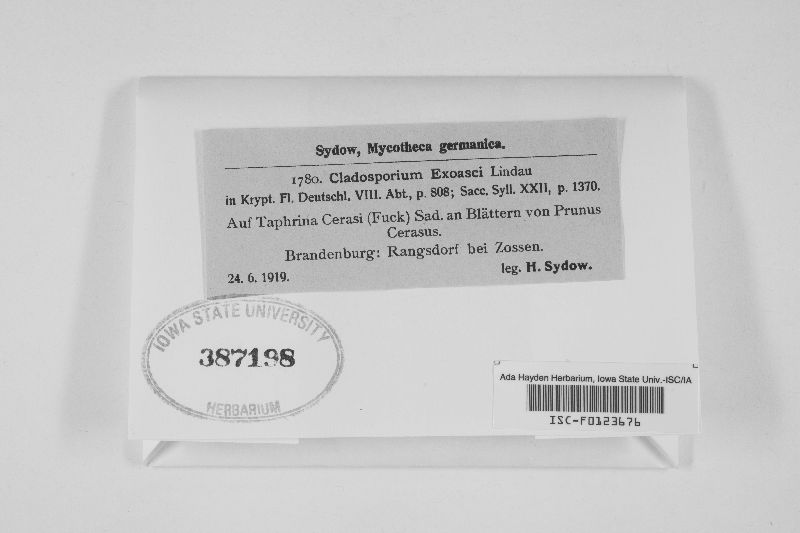 Sydow, Mycotheca germanica.
1780. Cladosporium Exoasci Lindau
in Krypt. Fl. Deutschl. VIII. Abt., p. 808; Sacc. Syll. XXII, p. 1370.
Auf Taphrina Cerasi (Fuck) Sad. an Blättern von Prunus
Cerasus.
Brandenburg: Rangsdorf bei Zossen.
24. 6. 1919. leg. H. Sydow.
IOWA STATE UNIVERSITY
387198
HERBARIUM
Ada Hayden Herbarium, Iowa State Univ.-ISC/IA
ISC-F0123676